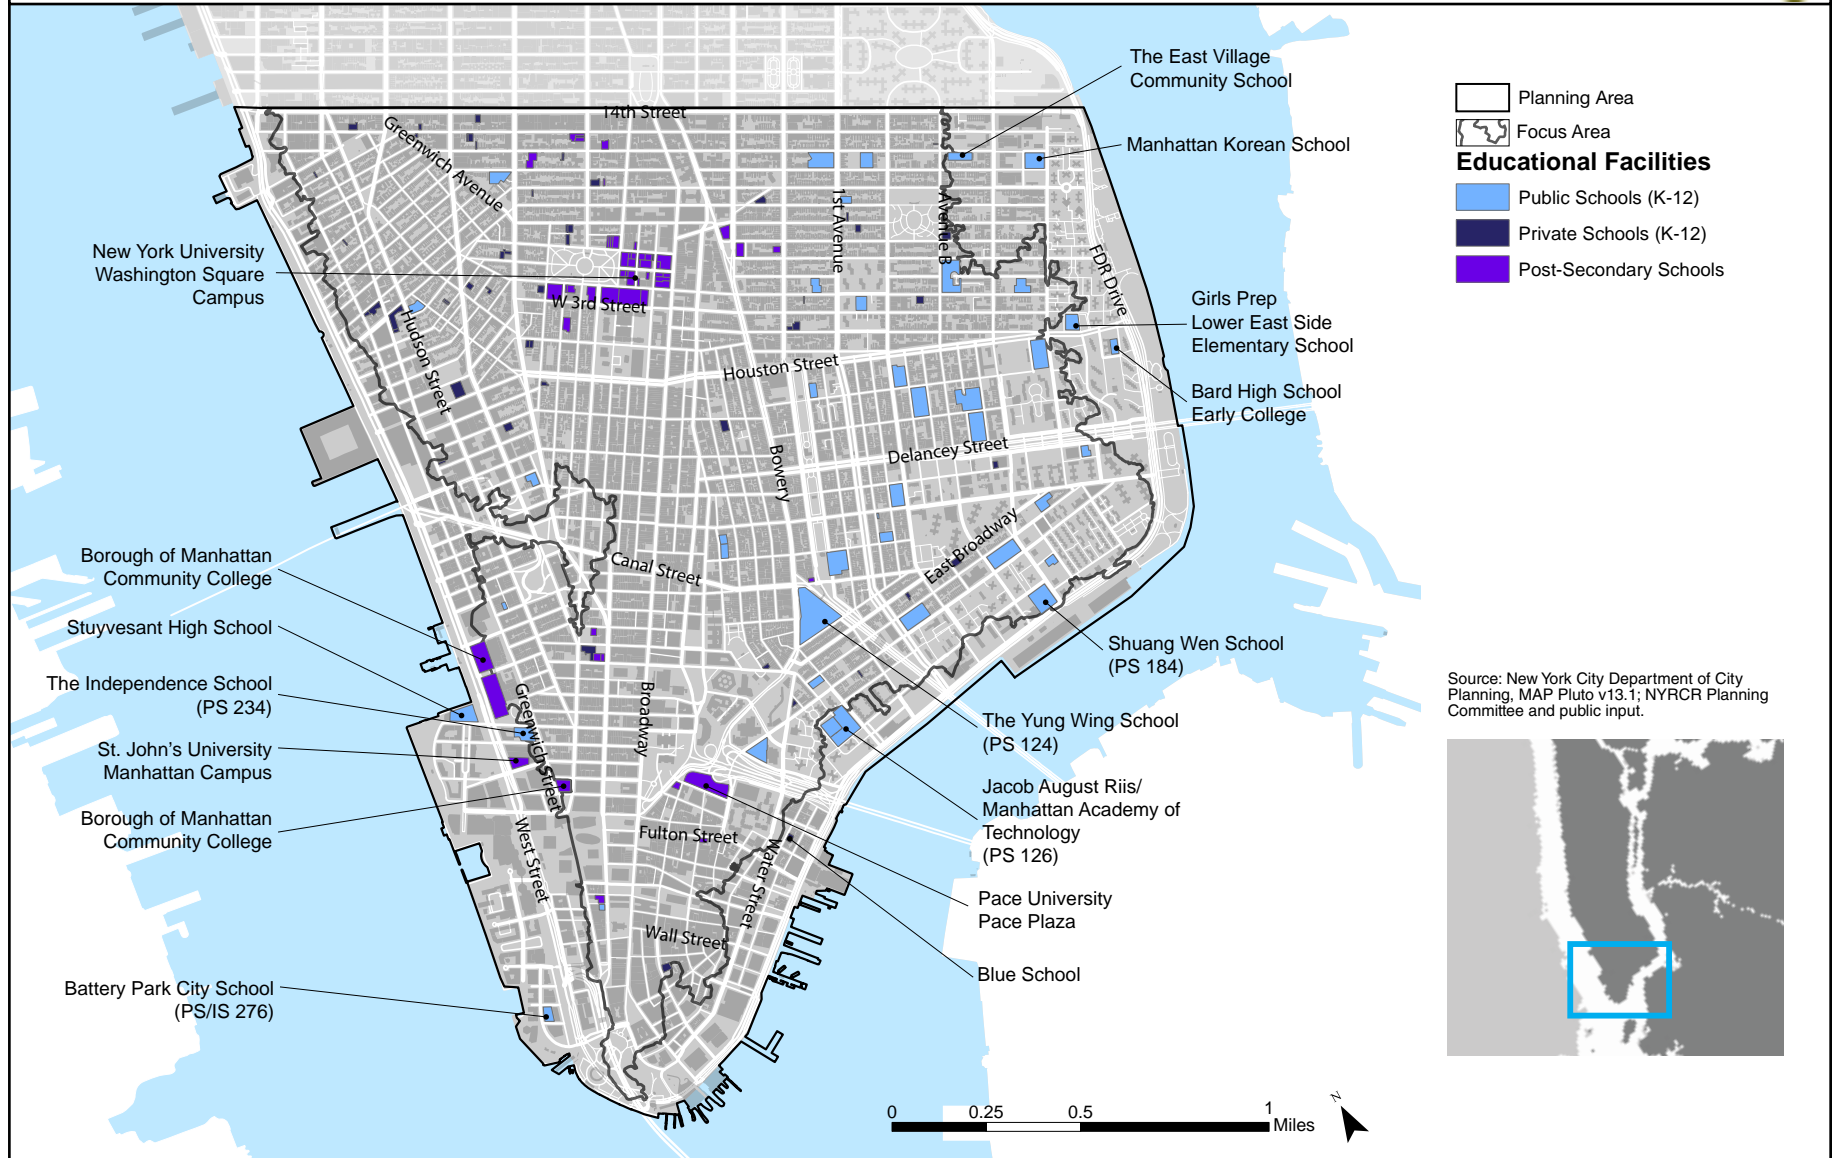 The East Village
Community School
Manhattan Korean School
14th Street
Greenwich Avenue
1st Avenue
Avenue B
FDR Drive
New York University
Washington Square
Campus
W 3rd Street
Hudson Street
Houston Street
Girls Prep
Lower East Side
Elementary School
Bard High School
Early College
Bowery
Delancey Street
East Broadway
Canal Street
Borough of Manhattan
Community College
Stuyvesant High School
The Independence School
(PS 234)
St. John's University
Manhattan Campus
Borough of Manhattan
Community College
Battery Park City School
(PS/IS 276)
Greenwich Street
Broadway
West Street
Fulton Street
Water Street
Wall Street
Shuang Wen School
(PS 184)
The Yung Wing School
(PS 124)
Jacob August Riis/
Manhattan Academy of
Technology
(PS 126)
Pace University
Pace Plaza
Blue School
0 0.25 0.5 1
Miles
N
Planning Area
Focus Area
Educational Facilities
Public Schools (K-12)
Private Schools (K-12)
Post-Secondary Schools
Source: New York City Department of City
Planning, MAP Pluto v13.1; NYRCR Planning
Committee and public input.